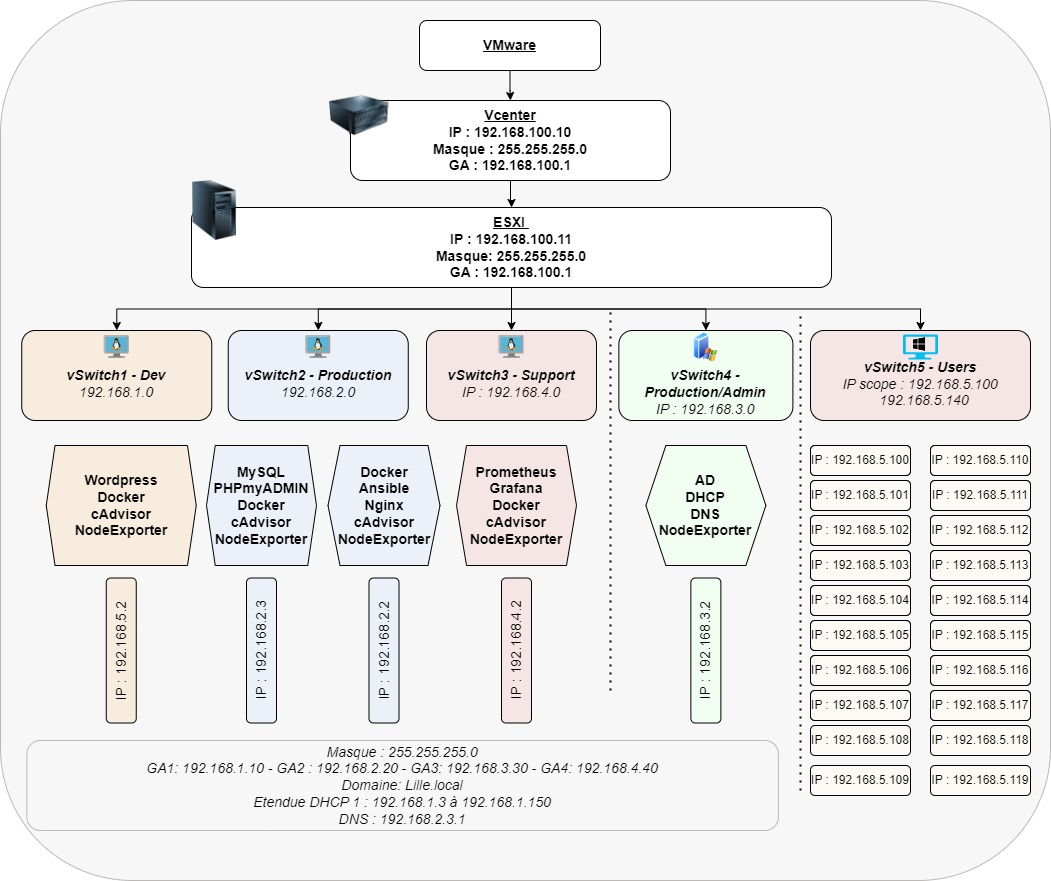 VMware
Vcenter
IP : 192.168.100.10
Masque : 255.255.255.0
GA : 192.168.100.1
ESXI
IP : 192.168.100.11
Masque: 255.255.255.0
GA : 192.168.100.1
vSwitch1 - Dev
192.168.1.0
vSwitch2 - Production
192.168.2.0
vSwitch3 - Support
IP : 192.168.4.0
vSwitch4 -
Production/Admin
IP : 192.168.3.0
vSwitch5 - Users
IP scope : 192.168.5.100
192.168.5.140
Wordpress
Docker
cAdvisor
NodeExporter
MySQL
PHPmyADMIN
Docker
cAdvisor
NodeExporter
Docker
Ansible
Nginx
cAdvisor
NodeExporter
Prometheus
Grafana
Docker
cAdvisor
NodeExporter
AD
DHCP
DNS
NodeExporter
IP : 192.168.5.2
IP : 192.168.2.3
IP : 192.168.2.2
IP : 192.168.4.2
IP : 192.168.3.2
IP : 192.168.5.100
IP : 192.168.5.110
IP : 192.168.5.101
IP : 192.168.5.111
IP : 192.168.5.102
IP : 192.168.5.112
IP : 192.168.5.103
IP : 192.168.5.113
IP : 192.168.5.104
IP : 192.168.5.114
IP : 192.168.5.105
IP : 192.168.5.115
IP : 192.168.5.106
IP : 192.168.5.116
IP : 192.168.5.107
IP : 192.168.5.117
IP : 192.168.5.108
IP : 192.168.5.118
IP : 192.168.5.109
IP : 192.168.5.119
Masque : 255.255.255.0
GA1: 192.168.1.10 - GA2 : 192.168.2.20 - GA3: 192.168.3.30 - GA4: 192.168.4.40
Domaine: Lille.local
Etendue DHCP 1 : 192.168.1.3 à 192.168.1.150
DNS : 192.168.2.3.1